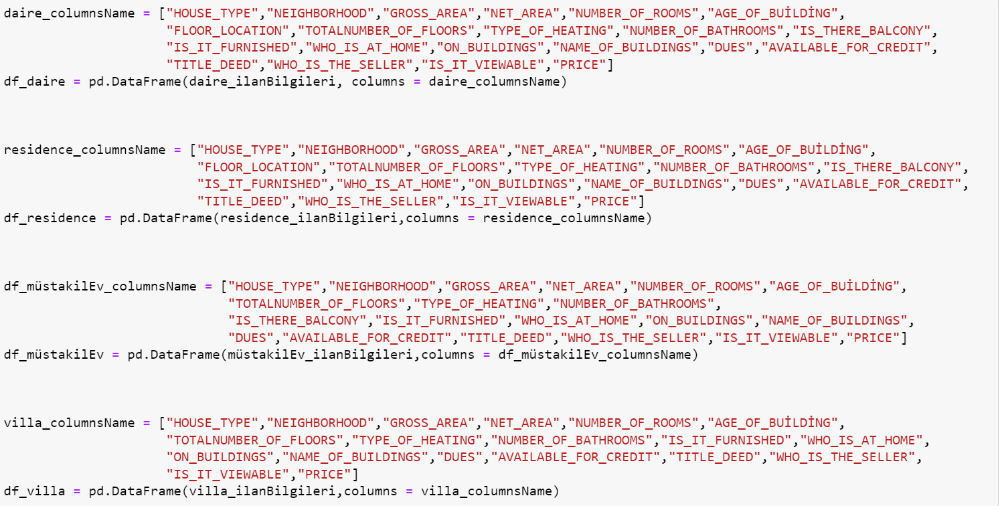 daire_columnsName = ["HOUSE_TYPE","NEIGHBORHOOD","GROSS_AREA","NET_AREA","NUMBER_OF_ROOMS","AGE_OF_BUİLDİNG",
"FLOOR_LOCATION","TOTALNUMBER_OF_FLOORS","TYPE_OF_HEATING","NUMBER_OF_BATHROOMS","IS_THERE_BALCONY",
"IS_IT_FURNISHED","WHO_IS_AT_HOME","ON_BUILDINGS","NAME_OF_BUILDINGS","DUES","AVAILABLE_FOR_CREDIT",
"TITLE_DEED","WHO_IS_THE_SELLER","IS_IT_VIEWABLE","PRICE"]
df_daire = pd.DataFrame(daire_ilanBilgileri, columns = daire_columnsName)
residence_columnsName = ["HOUSE_TYPE","NEIGHBORHOOD","GROSS_AREA","NET_AREA","NUMBER_OF_ROOMS","AGE_OF_BUİLDİNG",
"FLOOR_LOCATION","TOTALNUMBER_OF_FLOORS","TYPE_OF_HEATING","NUMBER_OF_BATHROOMS","IS_THERE_BALCONY",
"IS_IT_FURNISHED","WHO_IS_AT_HOME","ON_BUILDINGS","NAME_OF_BUILDINGS","DUES","AVAILABLE_FOR_CREDIT",
"TITLE_DEED","WHO_IS_THE_SELLER","IS_IT_VIEWABLE","PRICE"]
df_residence = pd.DataFrame(residence_ilanBilgileri,columns = residence_columnsName)
df_müstakilEv_columnsName = ["HOUSE_TYPE","NEIGHBORHOOD","GROSS_AREA","NET_AREA","NUMBER_OF_ROOMS","AGE_OF_BUİLDİNG",
"TOTALNUMBER_OF_FLOORS","TYPE_OF_HEATING","NUMBER_OF_BATHROOMS",
"IS_THERE_BALCONY","IS_IT_FURNISHED","WHO_IS_AT_HOME","ON_BUILDINGS","NAME_OF_BUILDINGS",
"DUES","AVAILABLE_FOR_CREDIT","TITLE_DEED","WHO_IS_THE_SELLER","IS_IT_VIEWABLE","PRICE"]
df_müstakilEv = pd.DataFrame(müstakilEv_ilanBilgileri,columns = df_müstakilEv_columnsName)
villa_columnsName = ["HOUSE_TYPE","NEIGHBORHOOD","GROSS_AREA","NET_AREA","NUMBER_OF_ROOMS","AGE_OF_BUİLDİNG",
"TOTALNUMBER_OF_FLOORS","TYPE_OF_HEATING","NUMBER_OF_BATHROOMS","IS_IT_FURNISHED","WHO_IS_AT_HOME",
"ON_BUILDINGS","NAME_OF_BUILDINGS","DUES","AVAILABLE_FOR_CREDIT","TITLE_DEED","WHO_IS_THE_SELLER",
"IS_IT_VIEWABLE","PRICE"]
df_villa = pd.DataFrame(villa_ilanBilgileri,columns = villa_columnsName)